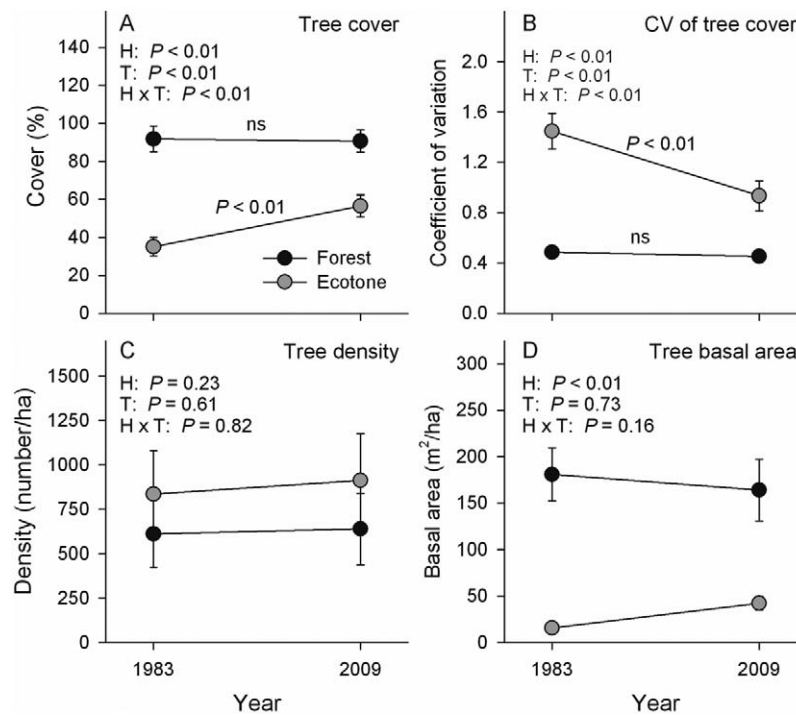 A Tree cover
H: P < 0.01
T: P < 0.01
H x T: P < 0.01
ns
P < 0.01
Forest
Ecotone
Cover (%)
160
140
120
100
80
60
40
20
0
B CV of tree cover
H: P < 0.01
T: P < 0.01
H x T: P < 0.01
P < 0.01
ns
Coefficient of variation
2.4
2.0
1.6
1.2
0.8
0.4
0.0
C Tree density
H: P = 0.23
T: P = 0.61
H x T: P = 0.82
Density (number/ha)
1500
1250
1000
750
500
250
0
1983 2009
Year
D Tree basal area
H: P < 0.01
T: P = 0.73
H x T: P = 0.16
Basal area (m²/ha)
300
250
200
150
100
50
0
1983 2009
Year